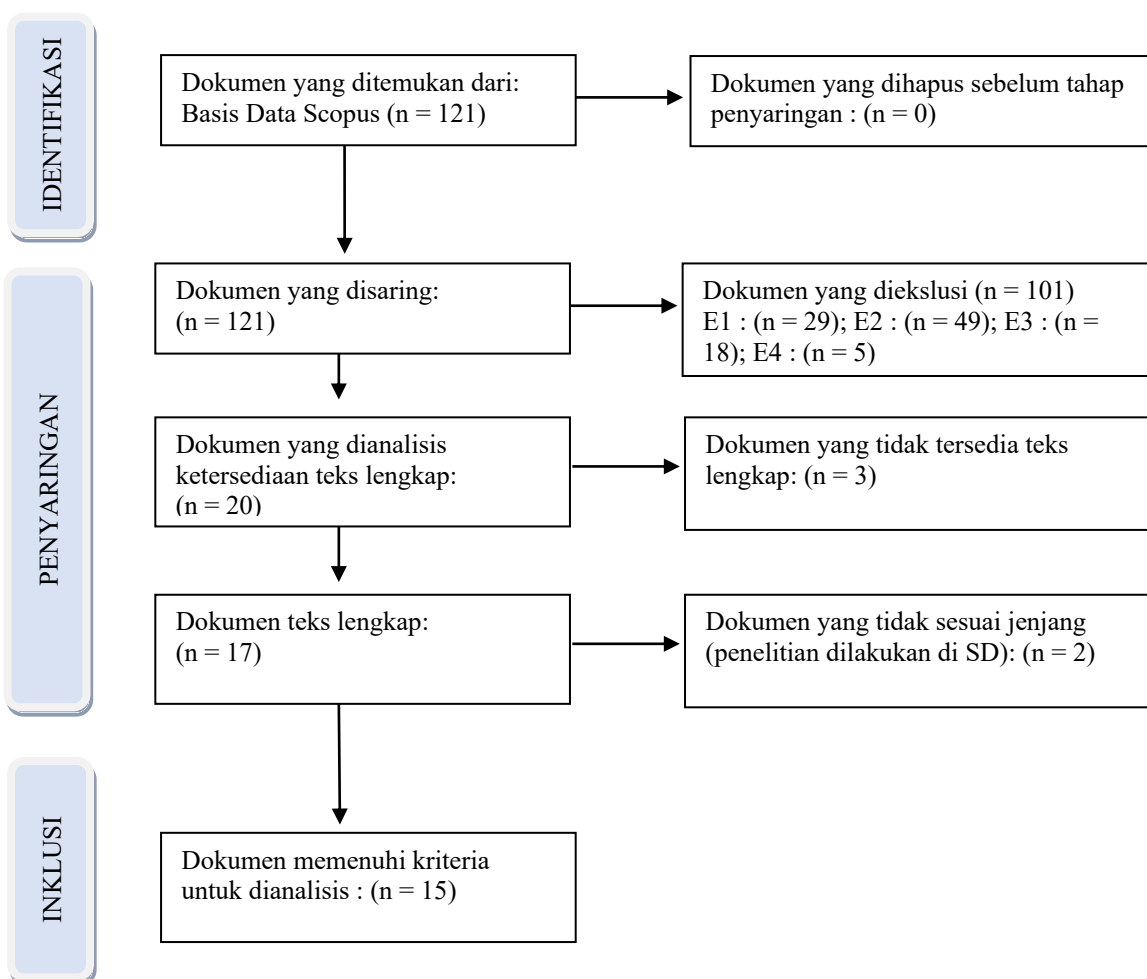 IDENTIFIKASI
Dokumen yang ditemukan dari:
Basis Data Scopus (n = 121)
Dokumen yang dihapus sebelum tahap
penyaringan : (n = 0)
PENYARINGAN
Dokumen yang disaring:
(n = 121)
Dokumen yang diekslusi (n = 101)
E1 : (n = 29); E2 : (n = 49); E3 : (n =
18); E4 : (n = 5)
Dokumen yang dianalisis
ketersediaan teks lengkap:
(n = 20)
Dokumen yang tidak tersedia teks
lengkap: (n = 3)
Dokumen teks lengkap:
(n = 17)
Dokumen yang tidak sesuai jenjang
(penelitian dilakukan di SD): (n = 2)
INKLUSI
Dokumen memenuhi kriteria
untuk dianalisis : (n = 15)